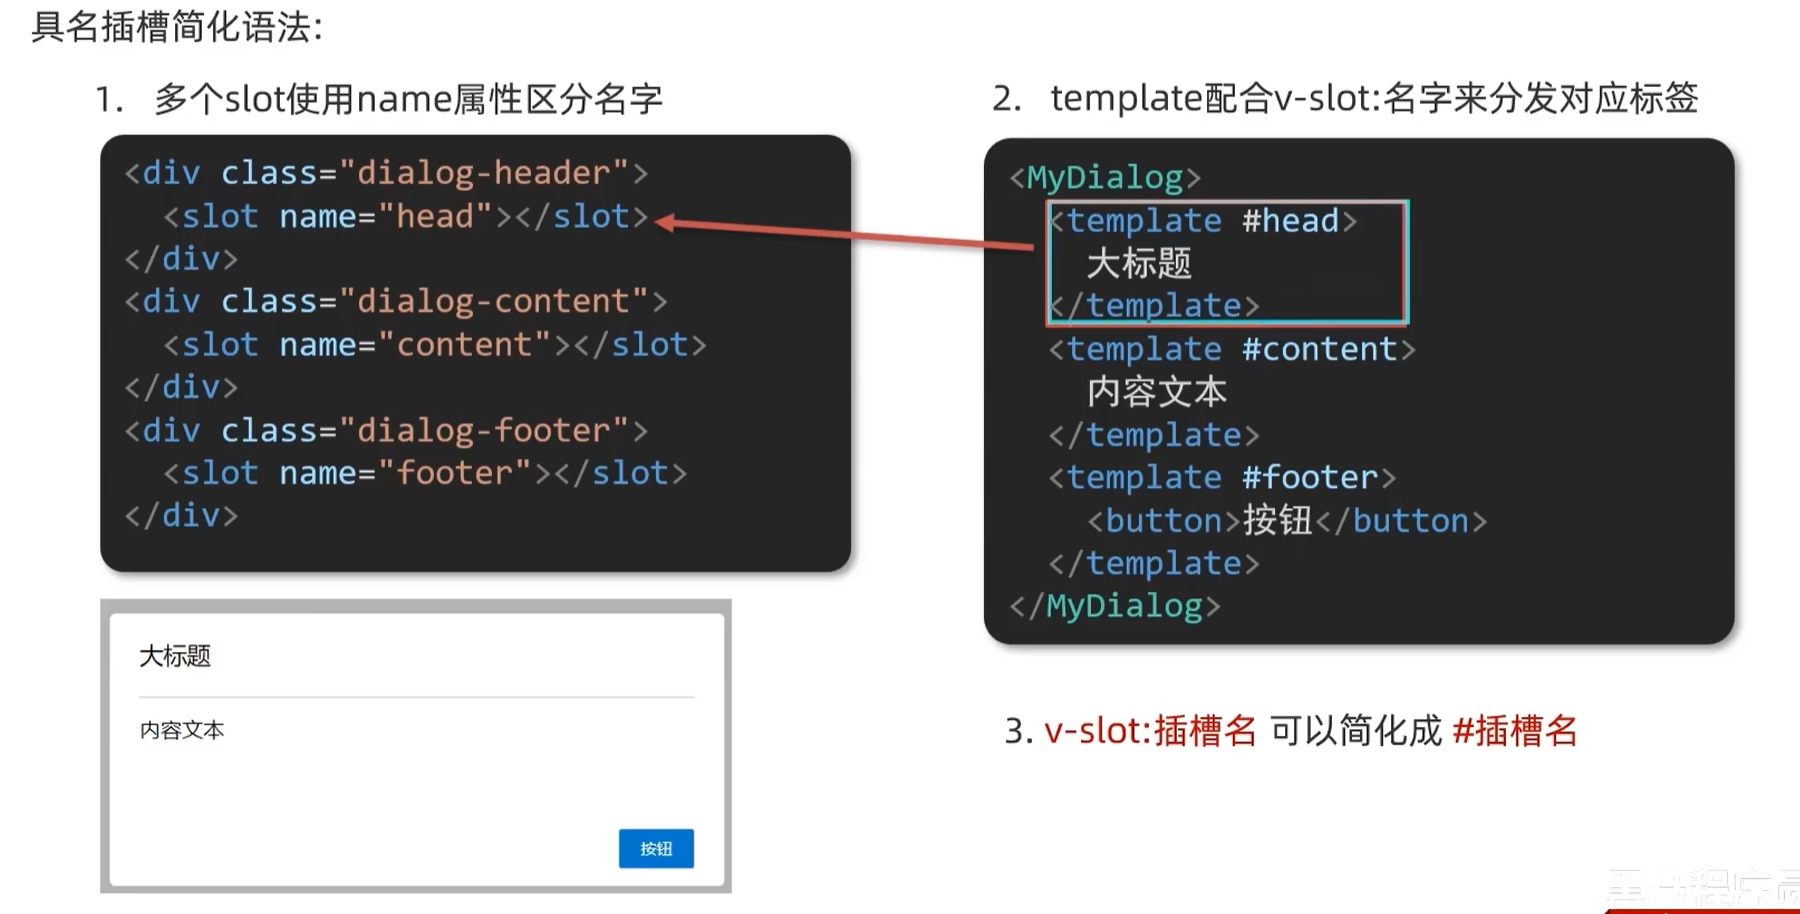 具名插槽简化语法:
1. 多个slot使用name属性区分名字
<div class="dialog-header">
<slot name="head"></slot>
</div>
<div class="dialog-content">
<slot name="content"></slot>
</div>
<div class="dialog-footer">
<slot name="footer"></slot>
</div>
大标题
内容文本
按钮
2. template配合v-slot:名字来分发对应标签
<MyDialog>
<template #head>
大标题
</template>
<template #content>
内容文本
</template>
<template #footer>
<button>按钮</button>
</template>
</MyDialog>
3. v-slot:插槽名 可以简化成 #插槽名